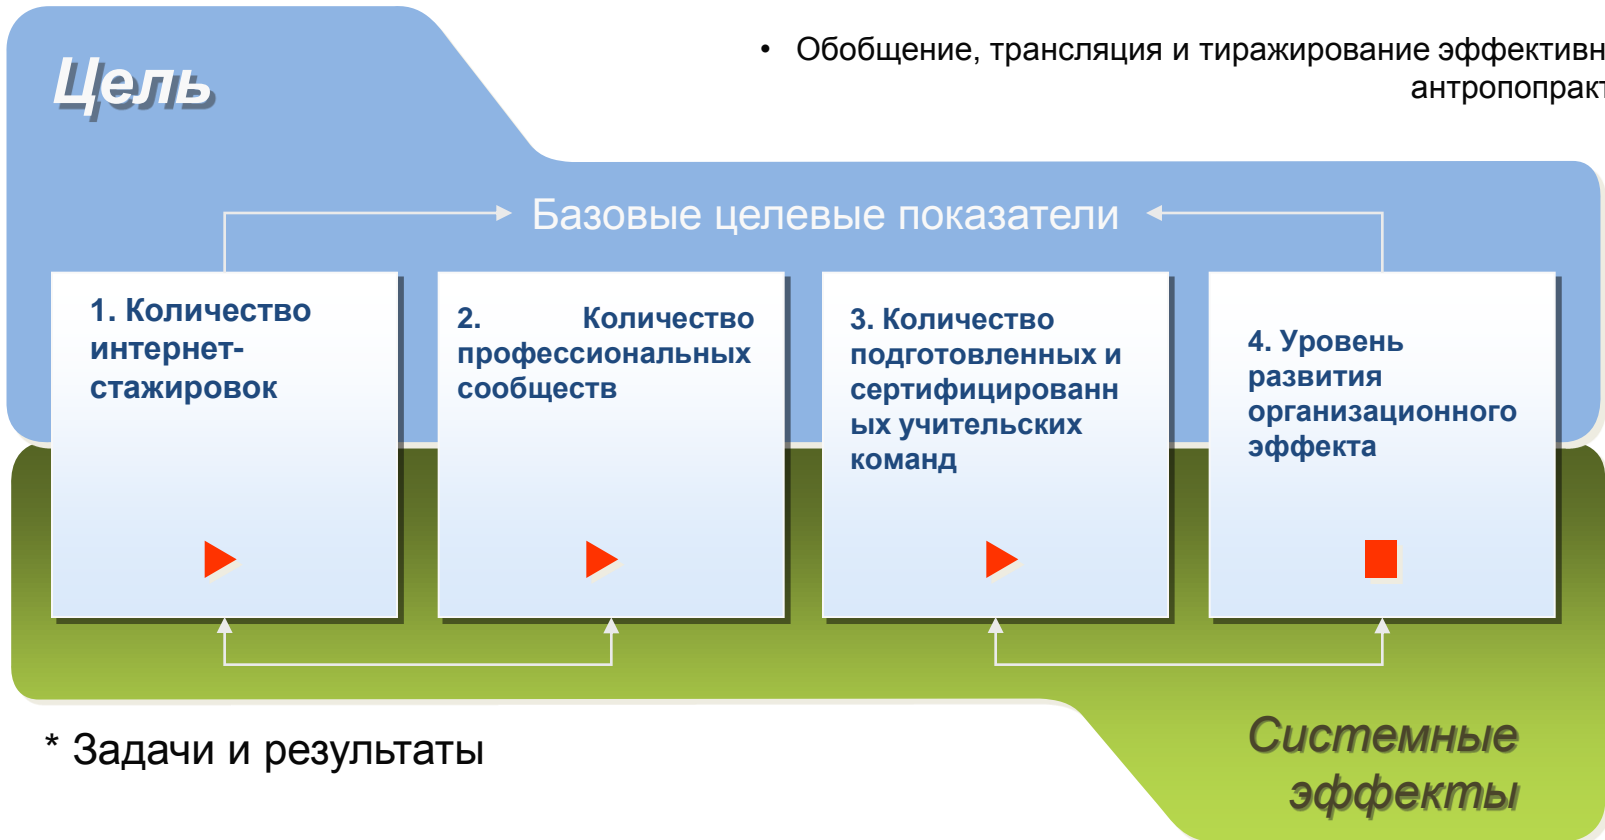 Цель
• Обобщение, трансляция и тиражирование эффективн
антропопракт
Базовые целевые показатели
1. Количество
интернет-
стажировок
2. Количество
профессиональных
сообществ
3. Количество
подготовленных и
сертифицированн
ых учительских
команд
4. Уровень
развития
организационного
эффекта
* Задачи и результаты
Системные
эффекты